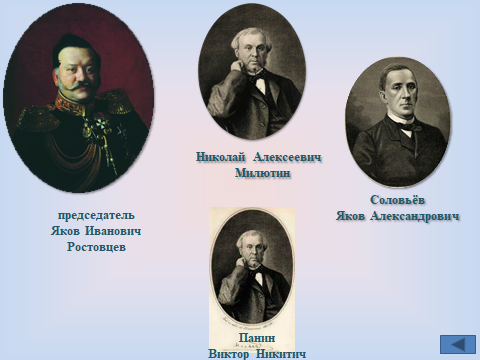 Николай Алексеевич
Милютин
Соловьёв
Яков Александрович
председатель
Яков Иванович
Ростовцев
Панин
Виктор Никитич